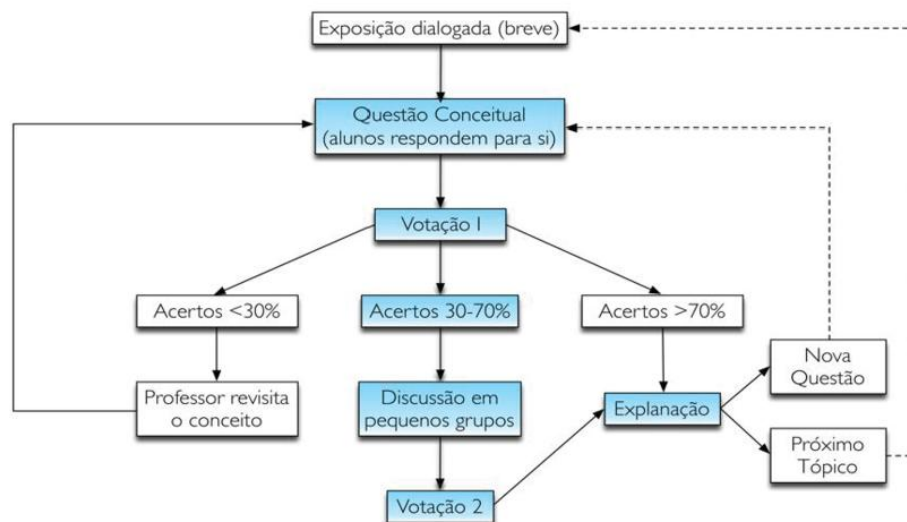 Exposição dialogada (breve)
Questão Conceitual
(alunos respondem para si)
Votação 1
Acertos <30%
Acertos 30-70%
Acertos >70%
Professor revisita
o conceito
Discussão em
pequenos grupos
Explanação
Nova
Questão
Próximo
Tópico
Votação 2